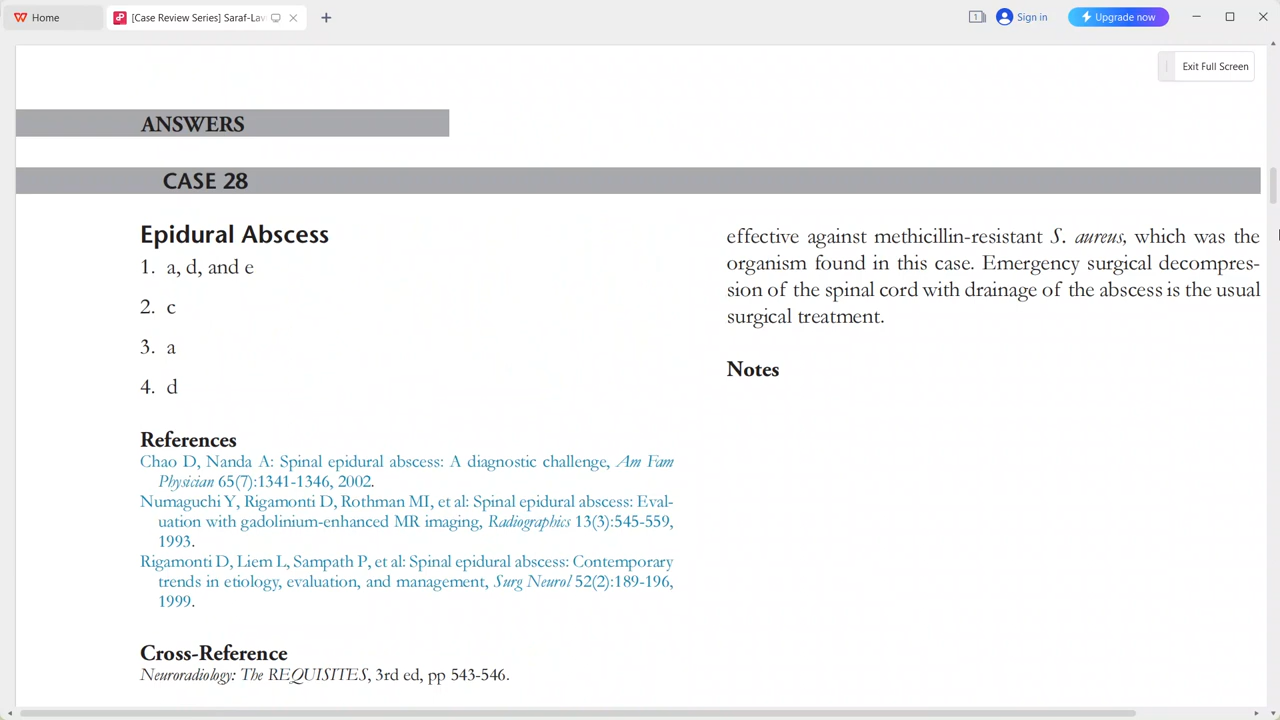 Home
[Case Review Series] Saraf-Lav
1
Sign in
Upgrade now
Exit Full Screen
ANSWERS
CASE 28
Epidural Abscess
1. a, d, and e
2. c
3. a
4. d
References
Chao D, Nanda A: Spinal epidural abscess: A diagnostic challenge, Am Fam
Physician 65(7):1341-1346, 2002.
Numaguchi Y, Rigamonti D, Rothman MI, et al: Spinal epidural abscess: Eval-
uation with gadolinium-enhanced MR imaging, Radiographics 13(3):545-559,
1993.
Rigamonti D, Liem L, Sampath P, et al: Spinal epidural abscess: Contemporary
trends in etiology, evaluation, and management, Surg Neurol 52(2):189-196,
1999.
Cross-Reference
Neuroradiology: The REQUISITES, 3rd ed, pp 543-546.
effective against methicillin-resistant S. aureus, which was the
organism found in this case. Emergency surgical decompres-
sion of the spinal cord with drainage of the abscess is the usual
surgical treatment.
Notes